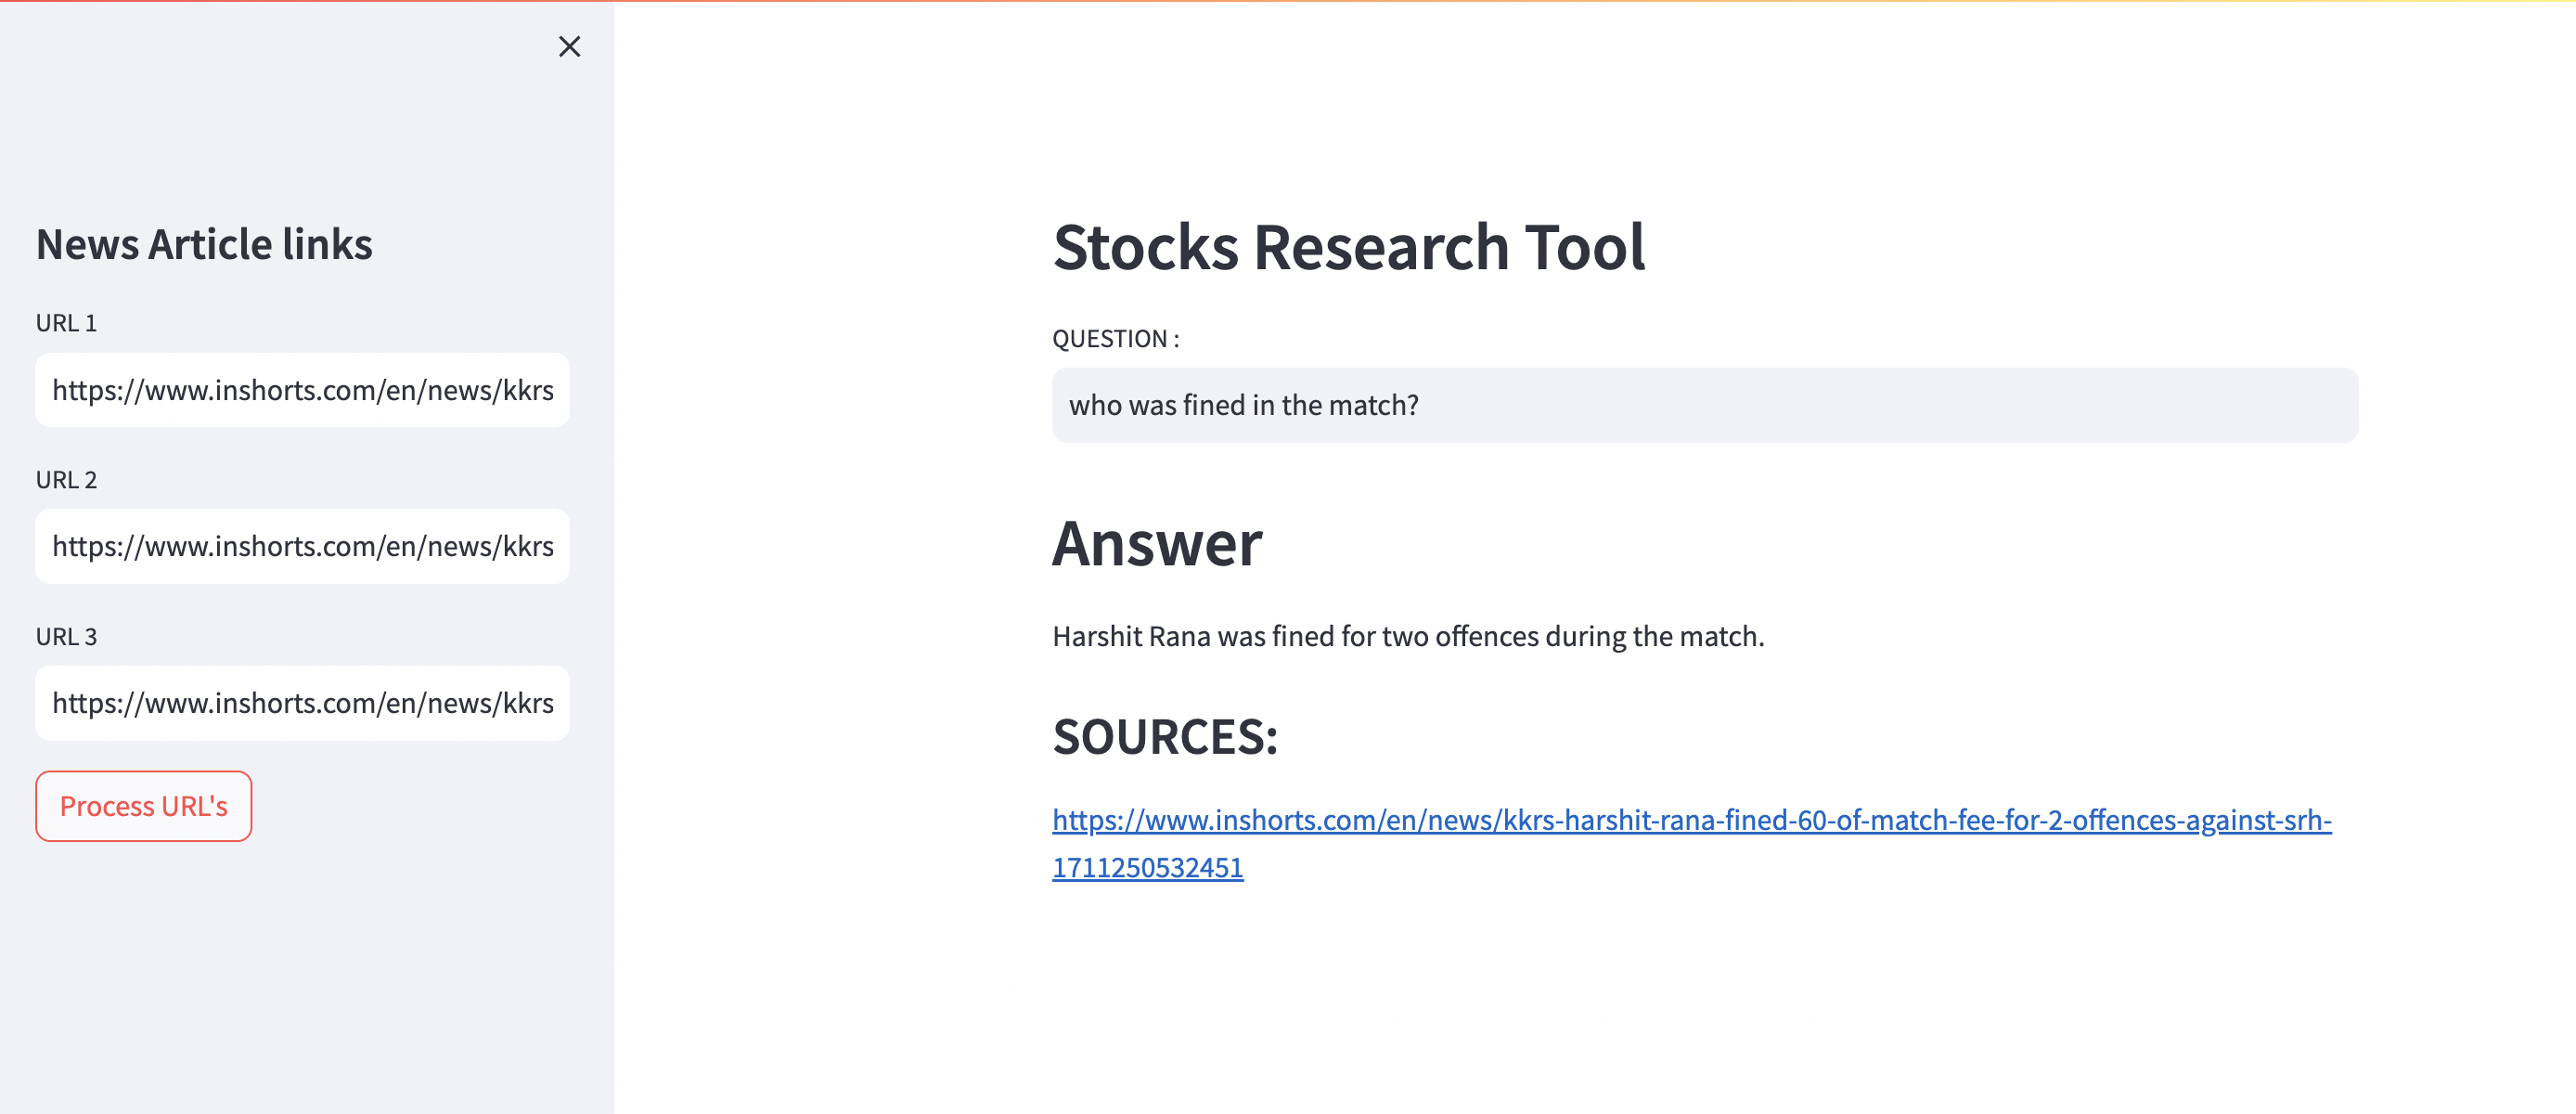 News Article links
URL 1
https://www.inshorts.com/en/news/kkrs
URL 2
https://www.inshorts.com/en/news/kkrs
URL 3
https://www.inshorts.com/en/news/kkrs
Process URL's
Stocks Research Tool
QUESTION :
who was fined in the match?
Answer
Harshit Rana was fined for two offences during the match.
SOURCES:
https://www.inshorts.com/en/news/kkrs-harshit-rana-fined-60-of-match-fee-for-2-offences-against-srh-
1711250532451